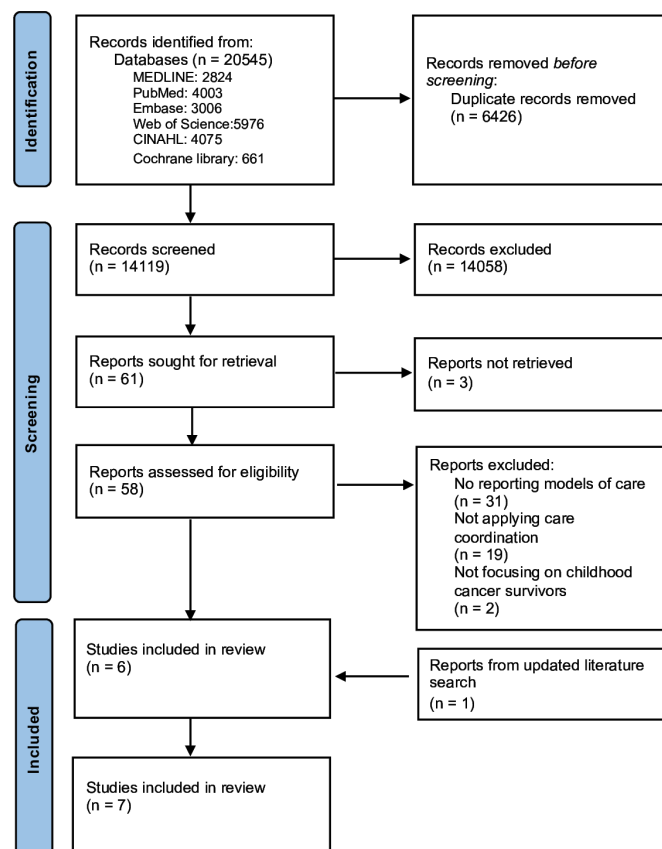 Identification
Records identified from:
Databases (n = 20545)
MEDLINE: 2824
PubMed: 4003
Embase: 3006
Web of Science:5976
CINAHL: 4075
Cochrane library: 661
Records removed before
screening:
Duplicate records removed
(n = 6426)
Screening
Records screened
(n = 14119)
Records excluded
(n = 14058)
Reports sought for retrieval
(n = 61)
Reports not retrieved
(n = 3)
Reports assessed for eligibility
(n = 58)
Reports excluded:
No reporting models of care
(n = 31)
Not applying care
coordination
(n = 19)
Not focusing on childhood
cancer survivors
(n = 2)
Included
Studies included in review
(n = 6)
Reports from updated literature
search
(n = 1)
Studies included in review
(n = 7)